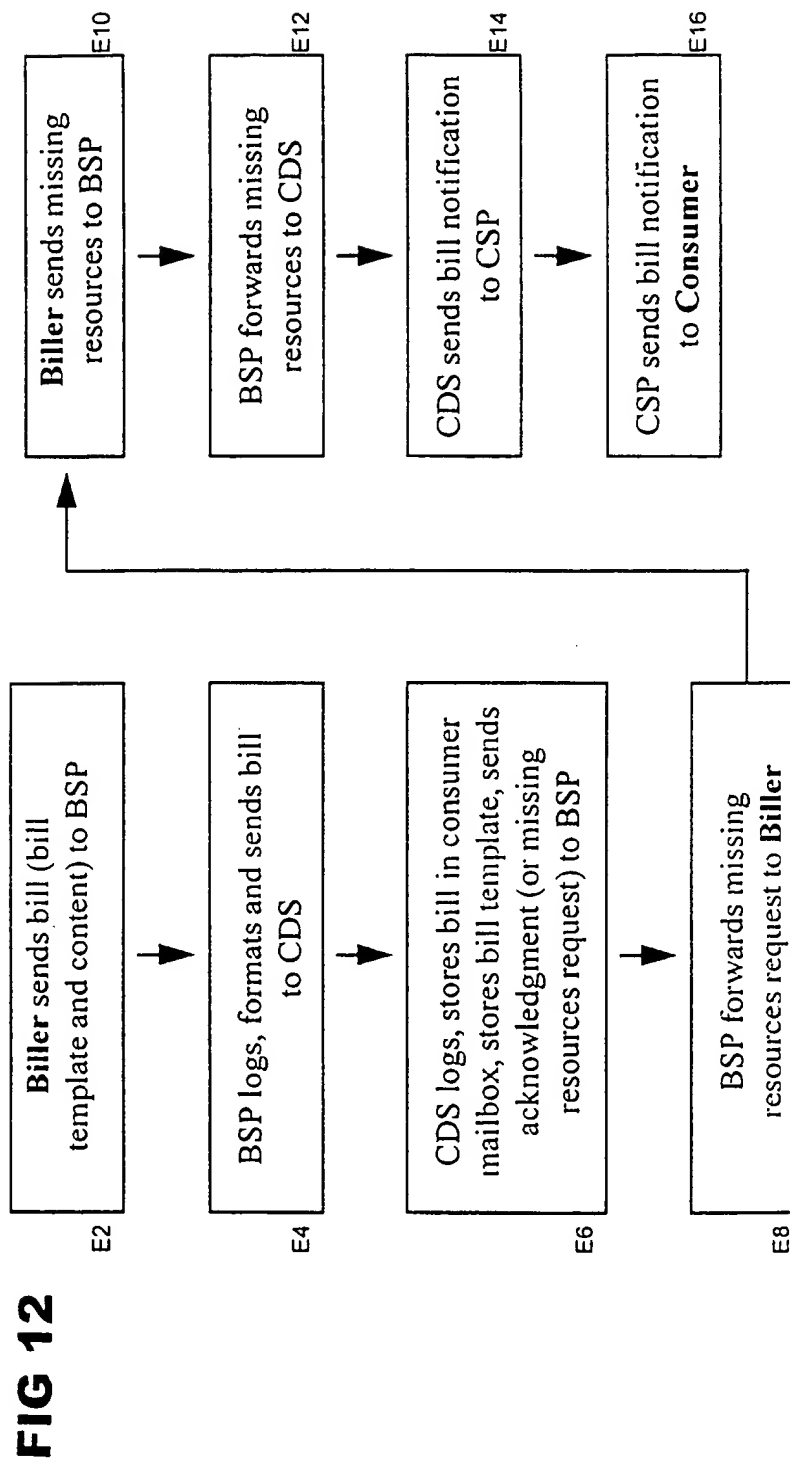 FIG 12
E2
Biller sends bill (bill
template and content) to BSP
E4
BSP logs, formats and sends bill
to CDS
E6
CDS logs, stores bill in consumer
mailbox, stores bill template, sends
acknowledgment (or missing
resources request) to BSP
E8
BSP forwards missing
resources request to Biller
Biller sends missing
resources to BSP
E10
BSP forwards missing
resources to CDS
E12
CDS sends bill notification
to CSP
E14
CSP sends bill notification
to Consumer
E16